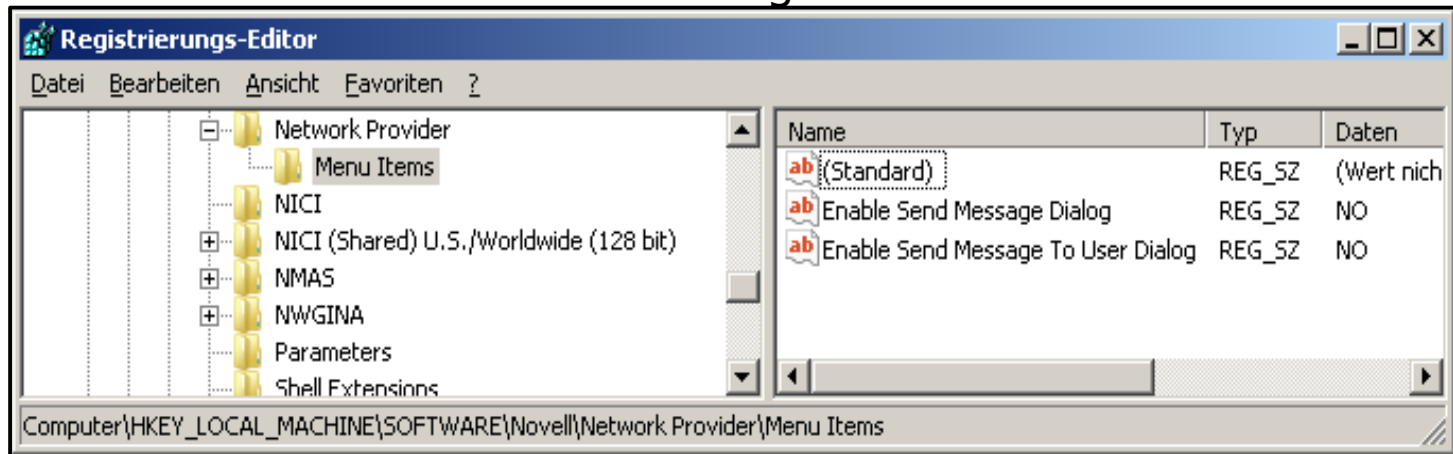 Registrierungs-Editor
Datei Bearbeiten Ansicht Favoriten ?
Network Provider
Menu Items
NICI
NICI (Shared) U.S./Worldwide (128 bit)
NMAS
NWGINA
Parameters
Shell Extensions
Name Typ Daten
(Standard) REG_SZ (Wert nich
Enable Send Message Dialog REG_SZ NO
Enable Send Message To User Dialog REG_SZ NO
Computer\HKEY_LOCAL_MACHINE\SOFTWARE\Novell\Network Provider\Menu Items